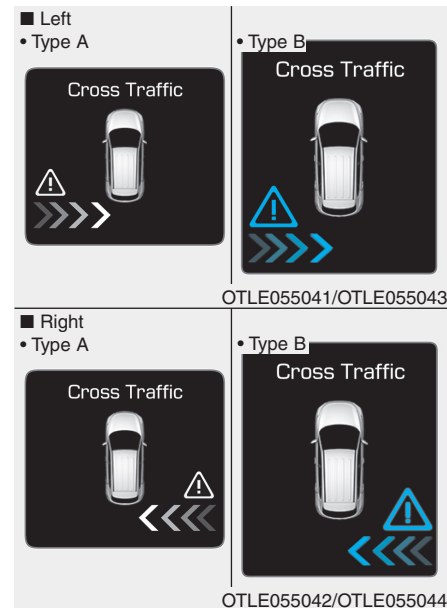 ■ Left
• Type A
• Type B
Cross Traffic
Cross Traffic
OTLE055041/OTLE055043
■ Right
• Type A
• Type B
Cross Traffic
Cross Traffic
OTLE055042/OTLE055044